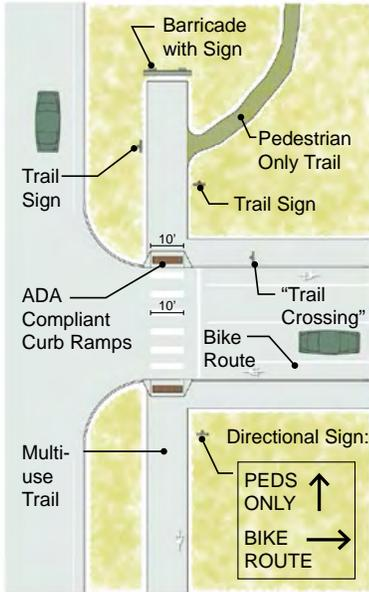 Barricade
with Sign
Pedestrian
Only Trail
Trail
Sign
Trail Sign
10'
ADA
Compliant
Curb Ramps
10'
“Trail
Crossing”
Bike
Route
Multi-
use
Trail
Directional Sign:
PEDS
ONLY
BIKE
ROUTE